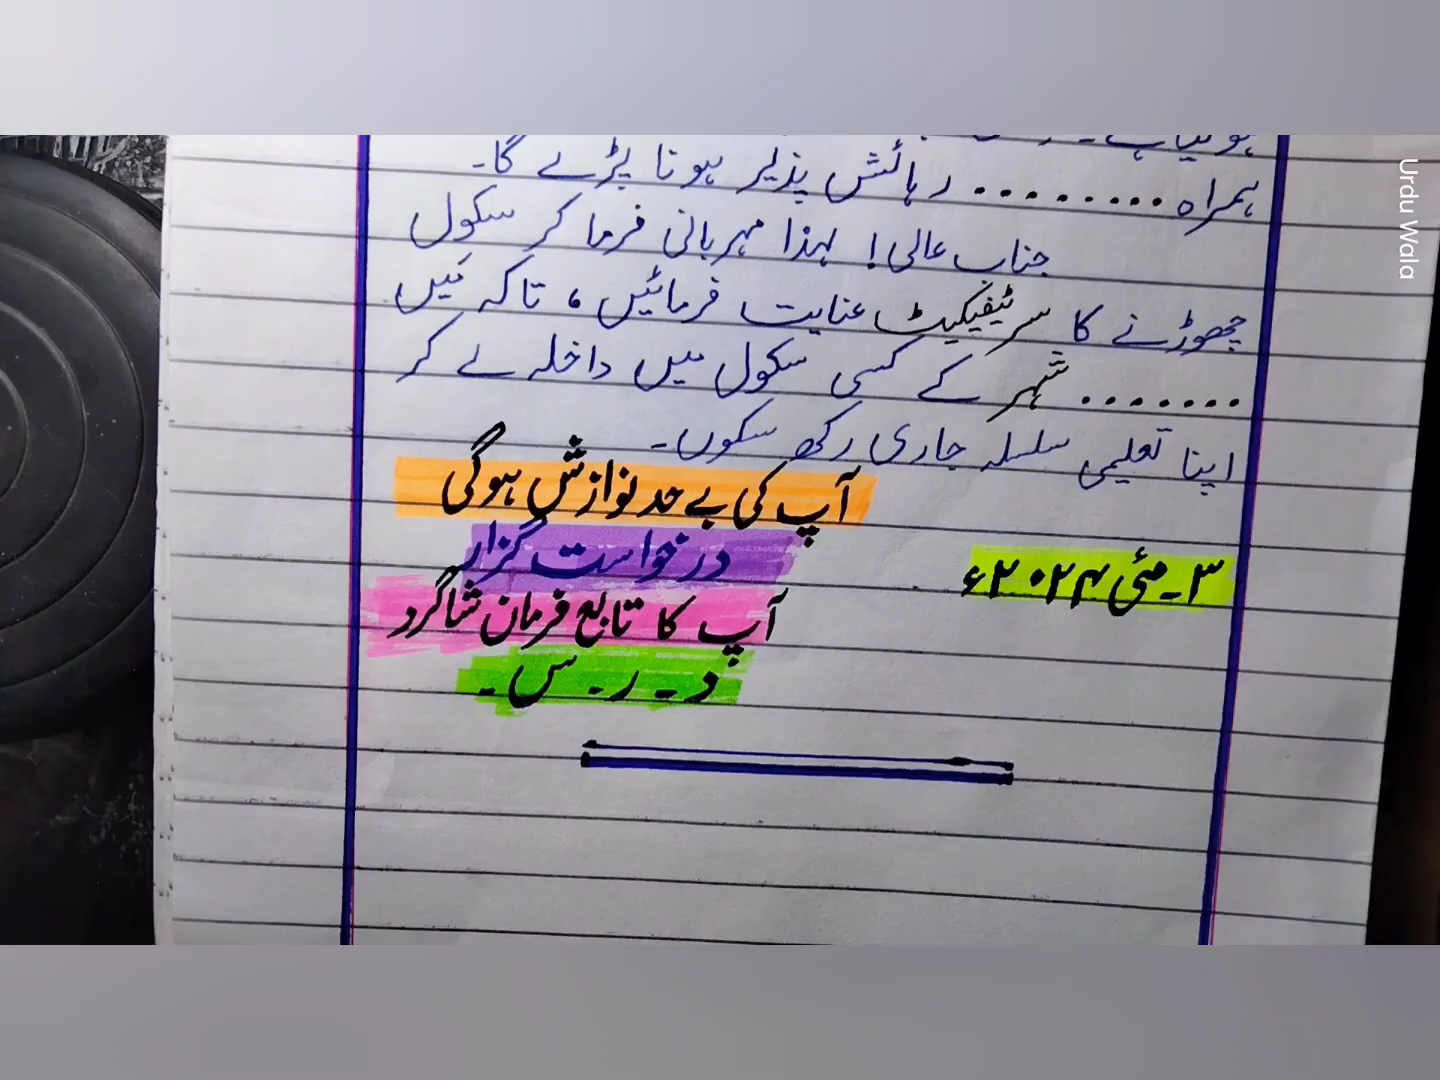 ہمراہ ......... رہائش پذیر ہونا پڑے گا۔
جناب عالی! لہذا مہربانی فرما کر سکول
چھوڑنے کا سرٹیفیکیٹ عنایت فرمائیں، تاکہ مَیں
....... شہر کے کسی سکول میں داخلہ لے کر
اپنا تعلیمی سلسلہ جاری رکھ سکوں۔
آپ کی بے حد نوازش ہوگی
درخواست گزار
۳۔مئی ۲۰۲۴ء
آپ کا تابع فرمان شاگرد
د۔ ر۔ س۔
Urdu Wala